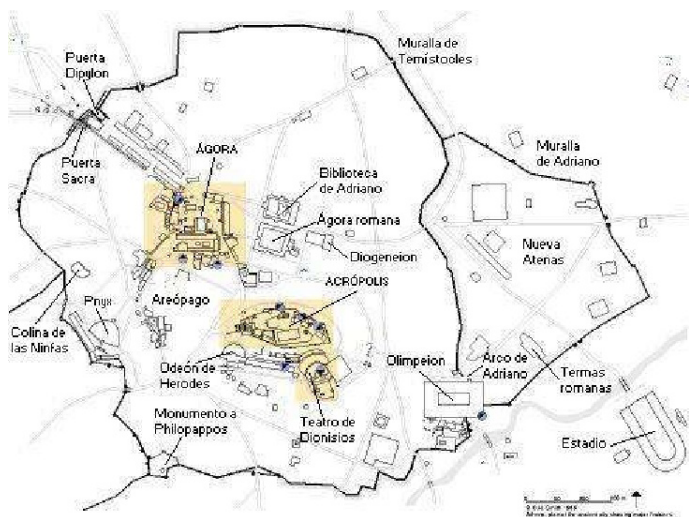 Muralla de
Temístocles
Puerta
Dipylon
Puerta
Sacra
ÁGORA
Muralla
de Adriano
Biblioteca
de Adriano
Ágora romana
Diogeneion
Nueva
Atenas
ACRÓPOLIS
Areópago
Pnyx
Colina de
las Ninfas
Odeón de
Herodes
Olimpeion
Arco de
Adriano
Termas
romanas
Monumento a
Philopappos
Teatro de
Dionisios
Estadio